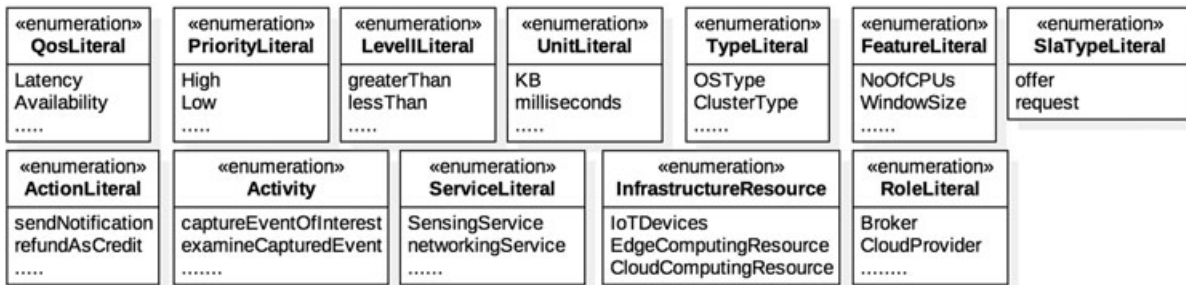 «enumeration»
QosLiteral
Latency
Availability
.....
«enumeration»
PriorityLiteral
High
Low
.....
«enumeration»
LevellLiteral
greaterThan
lessThan
.....
«enumeration»
UnitLiteral
KB
milliseconds
.....
«enumeration»
TypeLiteral
OSType
ClusterType
......
«enumeration»
FeatureLiteral
NoOfCPUs
WindowSize
......
«enumeration»
SlaTypeLiteral
offer
request
«enumeration»
ActionLiteral
sendNotification
refundAsCredit
.....
«enumeration»
Activity
captureEventOfInterest
examineCapturedEvent
.......
«enumeration»
ServiceLiteral
SensingService
networkingService
......
«enumeration»
InfrastructureResource
IoTDevices
EdgeComputingResource
CloudComputingResource
«enumeration»
RoleLiteral
Broker
CloudProvider
........